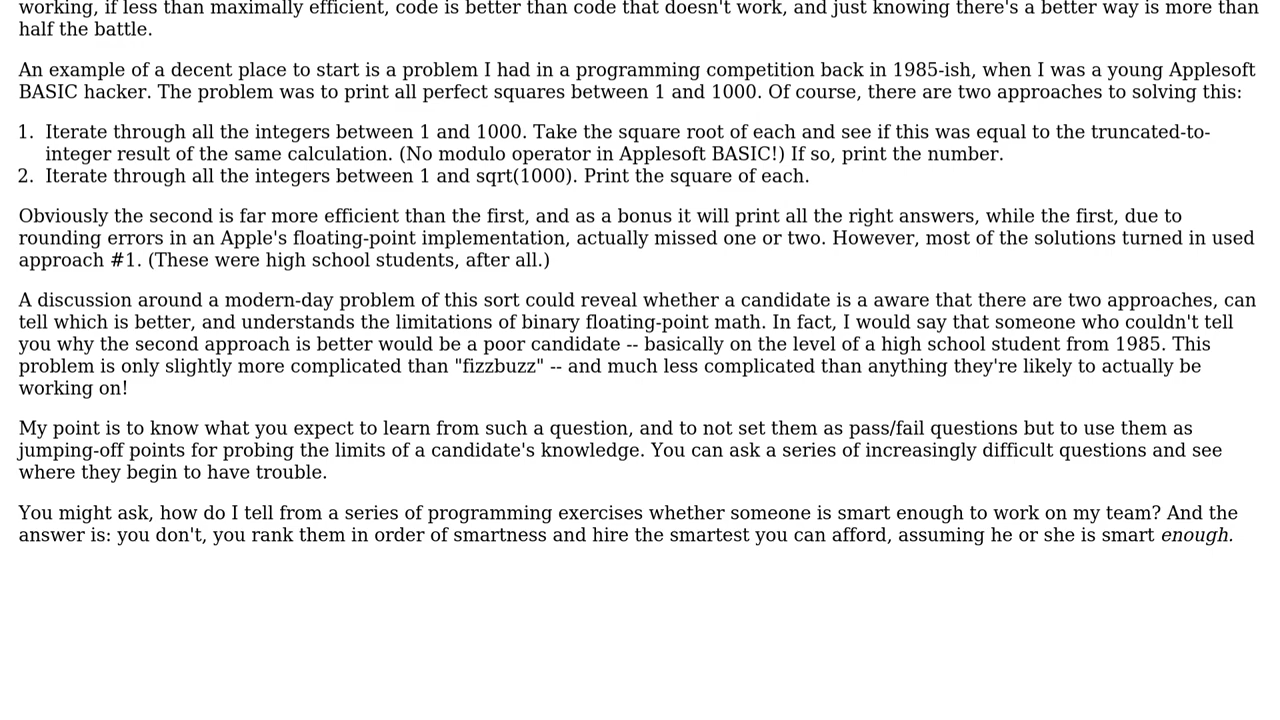 working, if less than maximally efficient, code is better than code that doesn't work, and just knowing there's a better way is more than
half the battle.
An example of a decent place to start is a problem I had in a programming competition back in 1985-ish, when I was a young Applesoft
BASIC hacker. The problem was to print all perfect squares between 1 and 1000. Of course, there are two approaches to solving this:
1. Iterate through all the integers between 1 and 1000. Take the square root of each and see if this was equal to the truncated-to-
integer result of the same calculation. (No modulo operator in Applesoft BASIC!) If so, print the number.
2. Iterate through all the integers between 1 and sqrt(1000). Print the square of each.
Obviously the second is far more efficient than the first, and as a bonus it will print all the right answers, while the first, due to
rounding errors in an Apple's floating-point implementation, actually missed one or two. However, most of the solutions turned in used
approach #1. (These were high school students, after all.)
A discussion around a modern-day problem of this sort could reveal whether a candidate is a aware that there are two approaches, can
tell which is better, and understands the limitations of binary floating-point math. In fact, I would say that someone who couldn't tell
you why the second approach is better would be a poor candidate -- basically on the level of a high school student from 1985. This
problem is only slightly more complicated than "fizzbuzz" -- and much less complicated than anything they're likely to actually be
working on!
My point is to know what you expect to learn from such a question, and to not set them as pass/fail questions but to use them as
jumping-off points for probing the limits of a candidate's knowledge. You can ask a series of increasingly difficult questions and see
where they begin to have trouble.
You might ask, how do I tell from a series of programming exercises whether someone is smart enough to work on my team? And the
answer is: you don't, you rank them in order of smartness and hire the smartest you can afford, assuming he or she is smart enough.